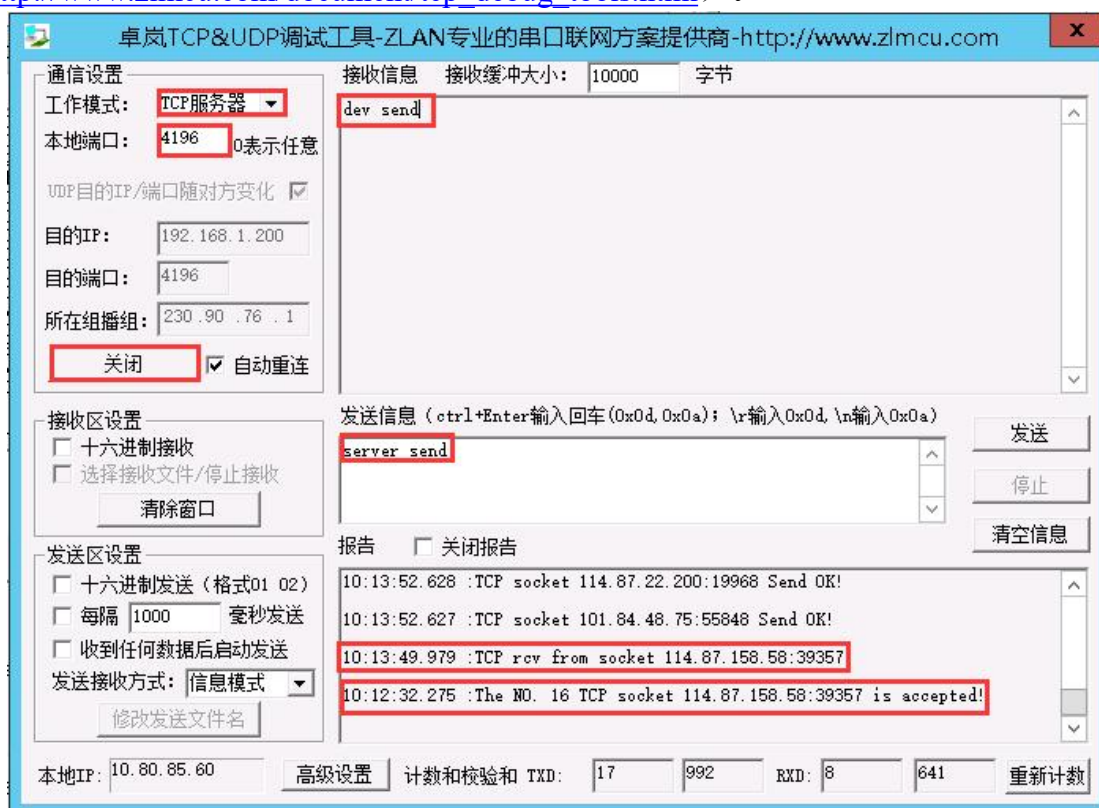 tp://www.zlmcu.com/document/tcp_debug_tools.html
卓岚TCP&UDP调试工具-ZLAN专业的串口联网方案提供商-http://www.zlmcu.com
x
通信设置
工作模式: TCP服务器
本地端口: 4196 0表示任意
UDP目的IP/端口随对方变化
目的IP: 192.168.1.200
目的端口: 4196
所在组播组: 230.90.76.1
关闭 自动重连
接收信息 接收缓冲大小: 10000 字节
dev send
接收区设置
十六进制接收
选择接收文件/停止接收
清除窗口
发送信息(ctrl+Enter输入回车(0x0d,0x0a); \r输入0x0d,\n输入0x0a)
server send
发送
停止
清空信息
发送区设置
十六进制发送(格式01 02)
每隔 1000 毫秒发送
收到任何数据后启动发送
发送接收方式: 信息模式
修改发送文件名
报告 关闭报告
10:13:52.628 :TCP socket 114.87.22.200:19968 Send OK!
10:13:52.627 :TCP socket 101.84.48.75:55848 Send OK!
10:13:49.979 :TCP rcv from socket 114.87.158.58:39357
10:12:32.275 :The NO. 16 TCP socket 114.87.158.58:39357 is accepted!
本地IP: 10.80.85.60 高级设置 计数和校验和 TXD: 17 992 RXD: 8 641 重新计数